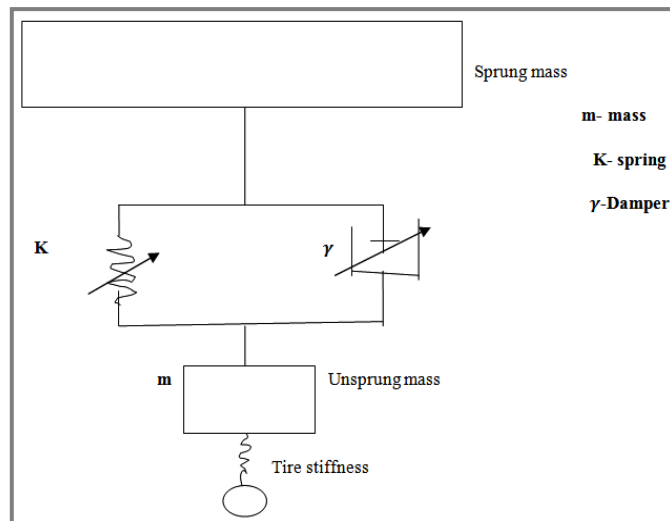 Sprung mass
m- mass
K- spring
γ-Damper
K
γ
m
Unsprung mass
Tire stiffness